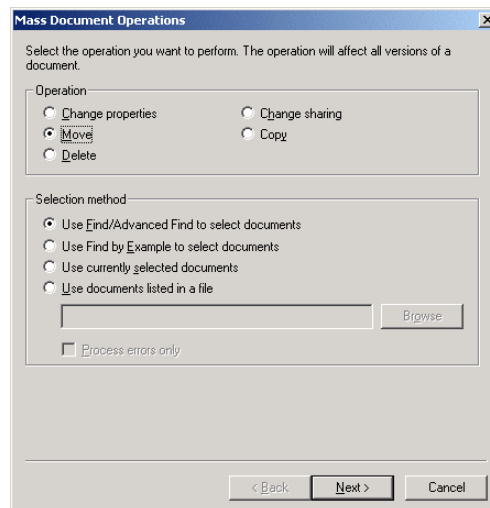 Mass Document Operations
Select the operation you want to perform. The operation will affect all versions of a
document.
Operation
Change properties
Change sharing
Move
Copy
Delete
Selection method
Use Find/Advanced Find to select documents
Use Find by Example to select documents
Use currently selected documents
Use documents listed in a file
Browse
Process errors only
< Back
Next >
Cancel